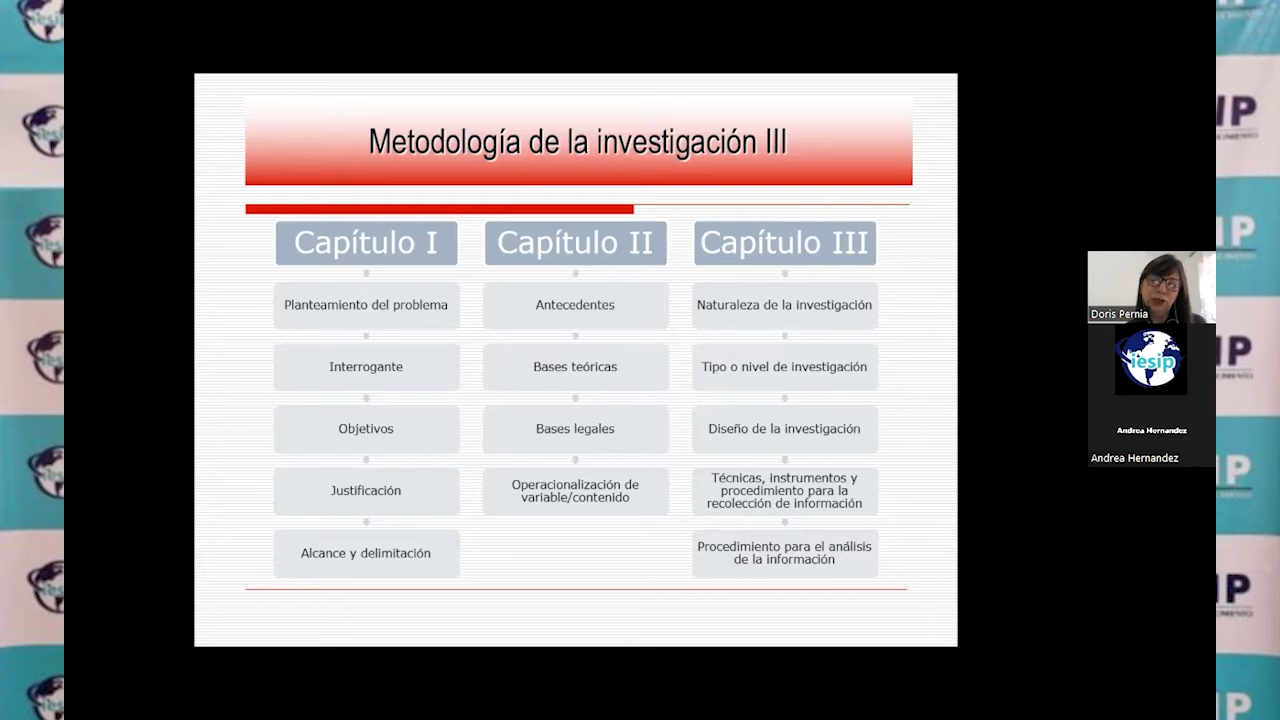 Metodología de la investigación III
Capítulo I
Planteamiento del problema
Interrogante
Objetivos
Justificación
Alcance y delimitación
Capítulo II
Antecedentes
Bases teóricas
Bases legales
Operacionalización de
variable/contenido
Capítulo III
Naturaleza de la investigación
Tipo o nivel de investigación
Diseño de la investigación
Técnicas, instrumentos y
procedimiento para la
recolección de información
Procedimiento para el análisis
de la información
Doris Pernia
iesip
Andrea Hernandez
Andrea Hernandez